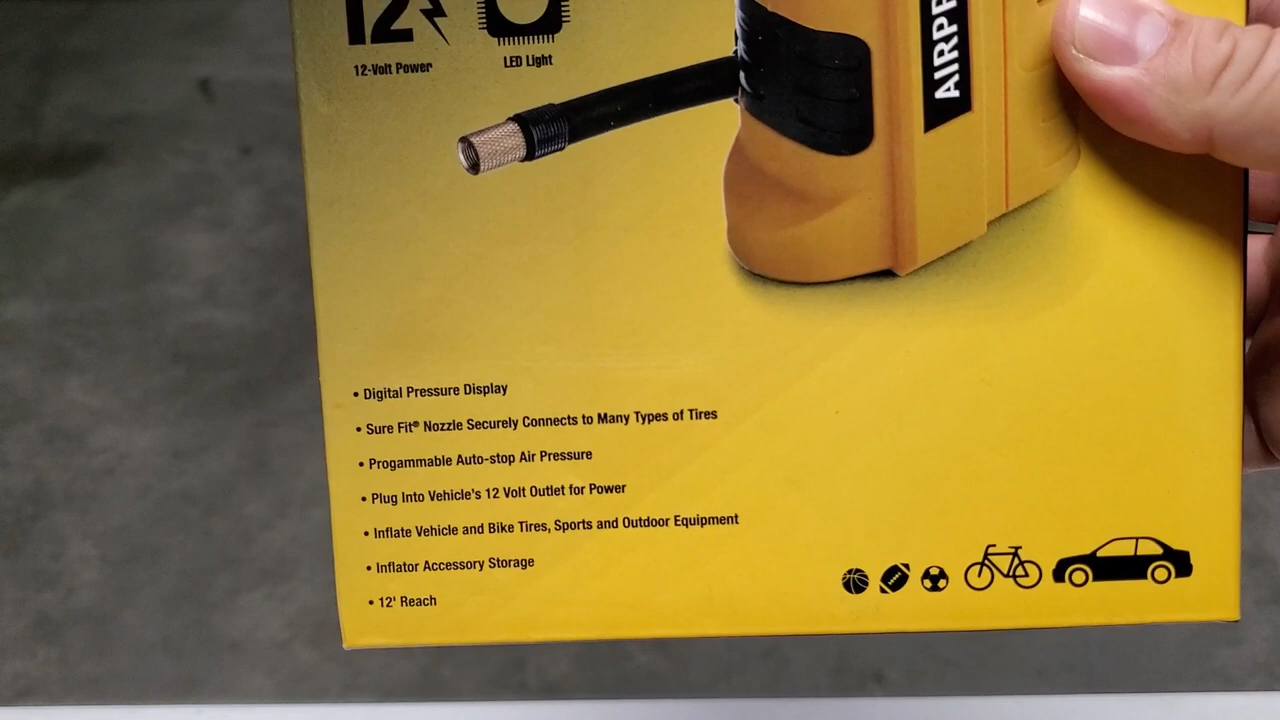 12
12-Volt Power
LED Light
• Digital Pressure Display
• Sure Fit® Nozzle Securely Connects to Many Types of Tires
• Progammable Auto-stop Air Pressure
• Plug Into Vehicle's 12 Volt Outlet for Power
• Inflate Vehicle and Bike Tires, Sports and Outdoor Equipment
• Inflator Accessory Storage
• 12' Reach